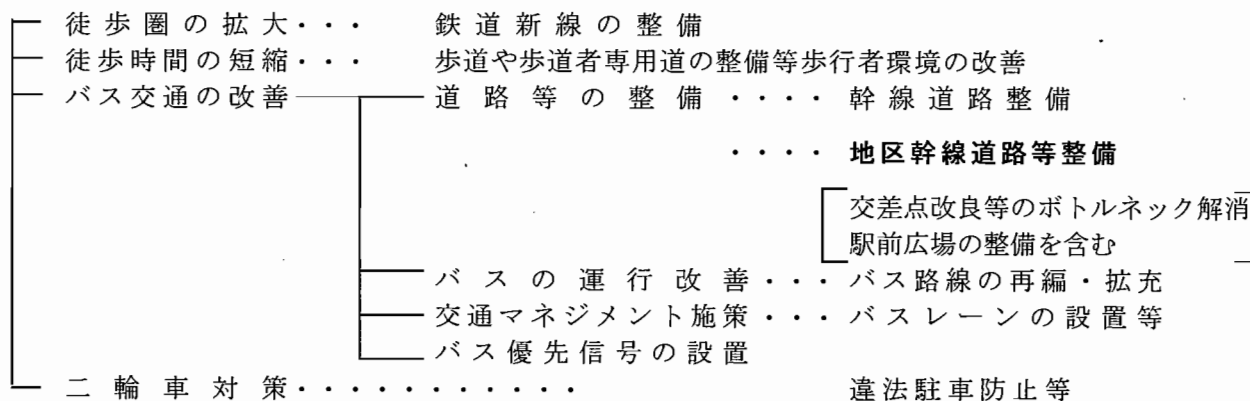 徒歩圏の拡大・・・ 鉄道新線の整備
徒歩時間の短縮・・・ 歩道や歩道者専用道の整備等歩行者環境の改善
バス交通の改善 道路等の整備・・・・幹線道路整備
・・・・地区幹線道路等整備
交差点改良等のボトルネック解消
駅前広場の整備を含む
バスの運行改善・・・バス路線の再編・拡充
交通マネジメント施策・・・バスレーンの設置等
バス優先信号の設置
二輪車対策・・・・・・・・・・・ 違法駐車防止等